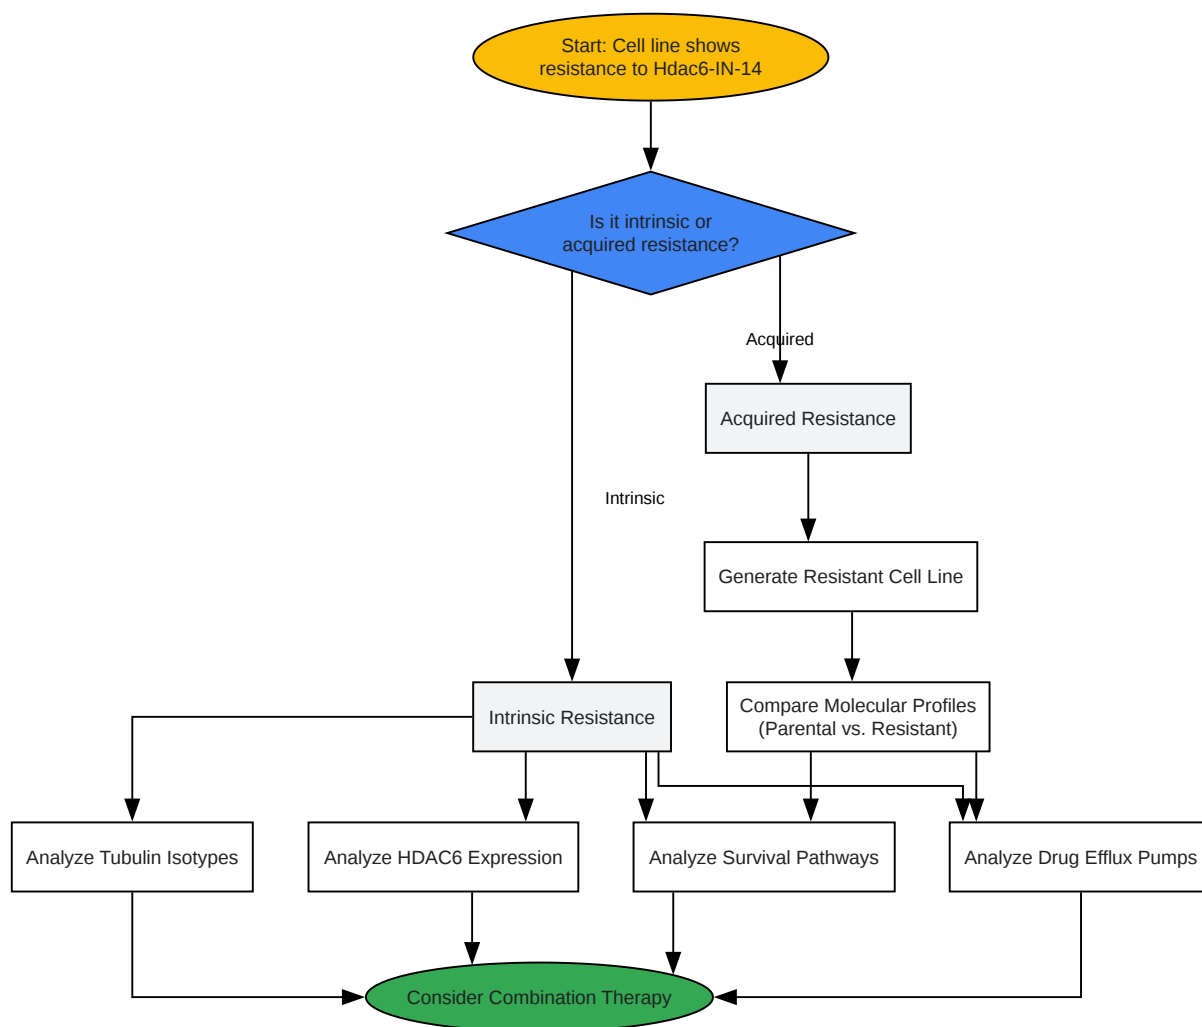 Start: Cell line shows
resistance to Hdac6-IN-14
Is it intrinsic or
acquired resistance?
Acquired
Acquired Resistance
Intrinsic
Generate Resistant Cell Line
Intrinsic Resistance
Compare Molecular Profiles
(Parental vs. Resistant)
Analyze Tubulin Isotypes
Analyze HDAC6 Expression
Analyze Survival Pathways
Analyze Drug Efflux Pumps
Consider Combination Therapy